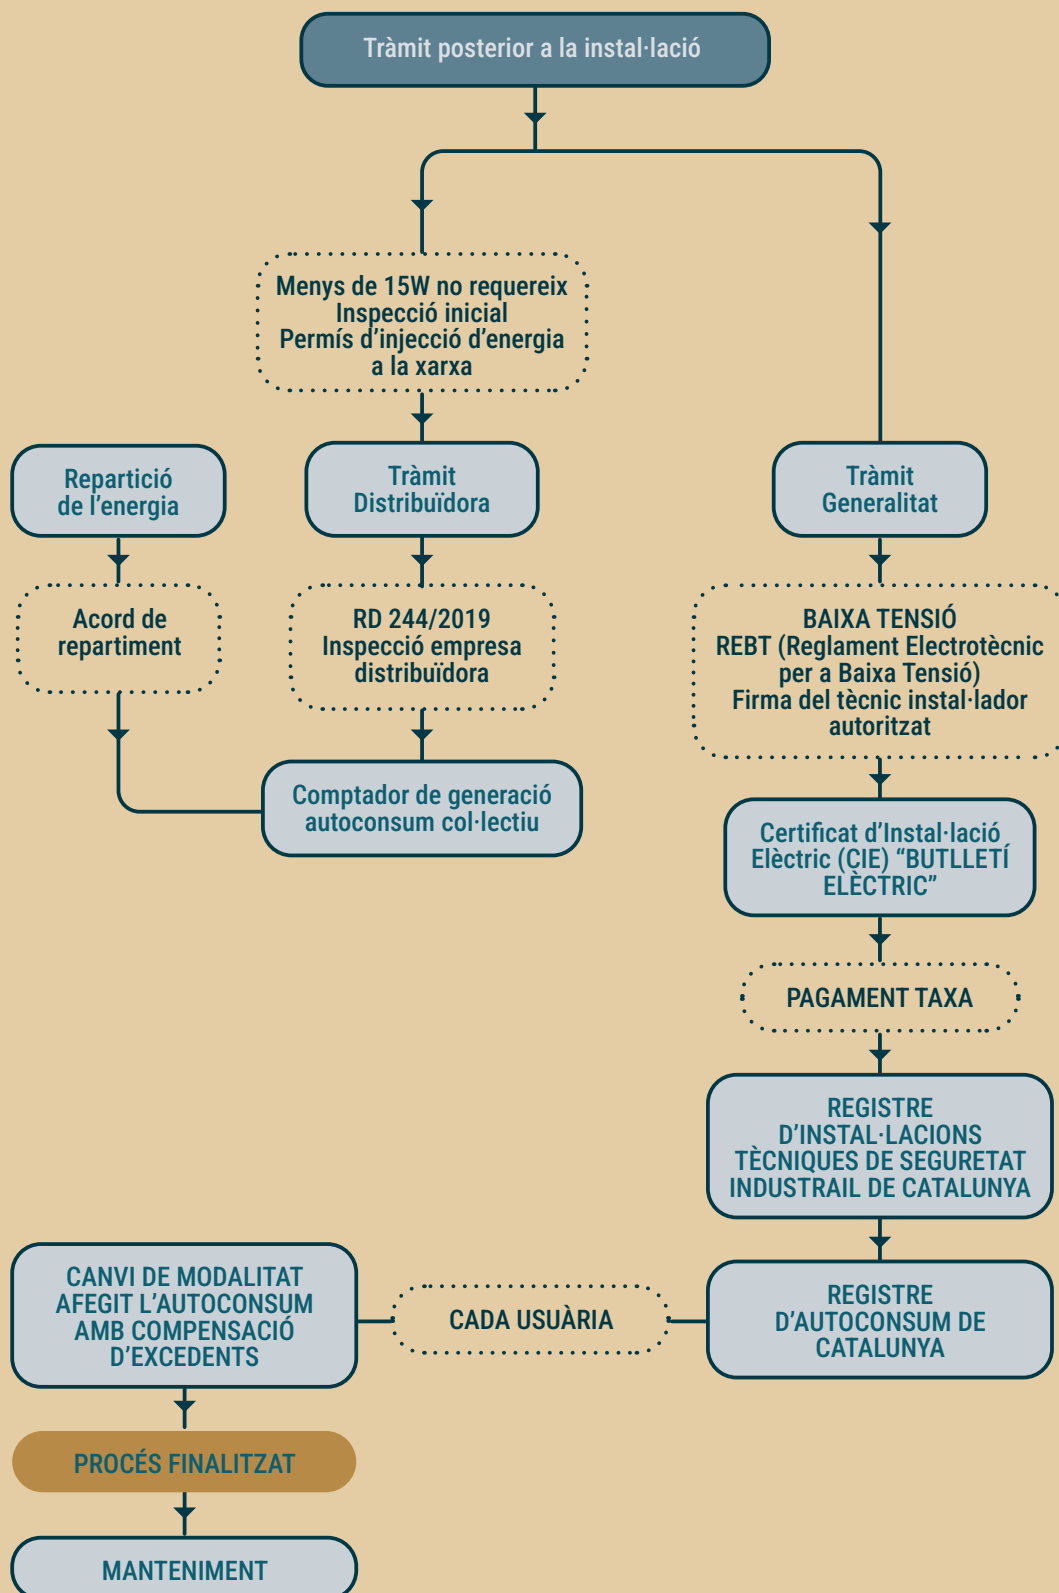 Tràmit posterior a la instal·lació
Menys de 15W no requereix
Inspecció inicial
Permís d'injecció d'energia
a la xarxa
Repartició
de l'energia
Tràmit
Distribuïdora
Tràmit
Generalitat
Acord de
repartiment
RD 244/2019
Inspecció empresa
distribuïdora
BAIXA TENSIÓ
REBT (Reglament Electrotècnic
per a Baixa Tensió)
Firma del tècnic instal·lador
autoritzat
Comptador de generació
autoconsum col·lectiu
Certificat d'Instal·lació
Elèctric (CIE) “BUTLLETÍ
ELÈCTRIC”
PAGAMENT TAXA
REGISTRE
D'INSTAL·LACIONS
TÈCNIQUES DE SEGURETAT
INDUSTRAIL DE CATALUNYA
CANVI DE MODALITAT
AFEGIT L'AUTOCONSUM
AMB COMPENSACIÓ
D'EXCEDENTS
CADA USUÀRIA
REGISTRE
D'AUTOCONSUM DE
CATALUNYA
PROCÉS FINALITZAT
MANTENIMENT